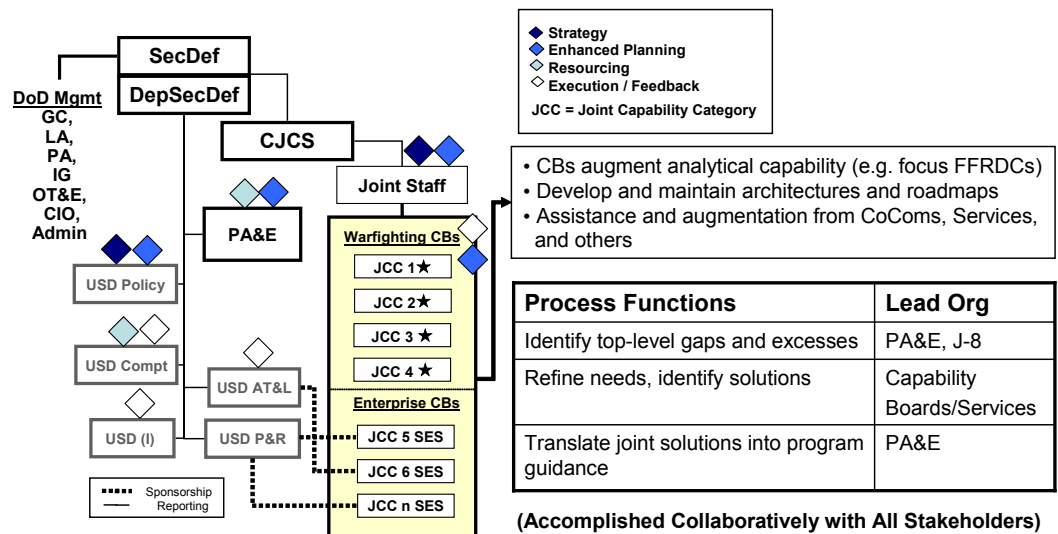 SecDef
DepSecDef
DoD Mgmt
GC,
LA,
PA,
IG
OT&E,
CIO,
Admin
CJCS
Joint Staff
PA&E
USD Policy
USD Compt
USD AT&L
USD (I)
USD P&R
Sponsorship
Reporting
Warfighting CBs
JCC 1★
JCC 2★
JCC 3 ★
JCC 4 ★
Enterprise CBs
JCC 5 SES
JCC 6 SES
JCC n SES
Strategy
Enhanced Planning
Resourcing
Execution / Feedback
JCC = Joint Capability Category
• CBs augment analytical capability (e.g. focus FFRDCs)
• Develop and maintain architectures and roadmaps
• Assistance and augmentation from CoComs, Services,
and others
Process Functions Lead Org
Identify top-level gaps and excesses PA&E, J-8
Refine needs, identify solutions Capability
Boards/Services
Translate joint solutions into program PA&E
guidance
(Accomplished Collaboratively with All Stakeholders)